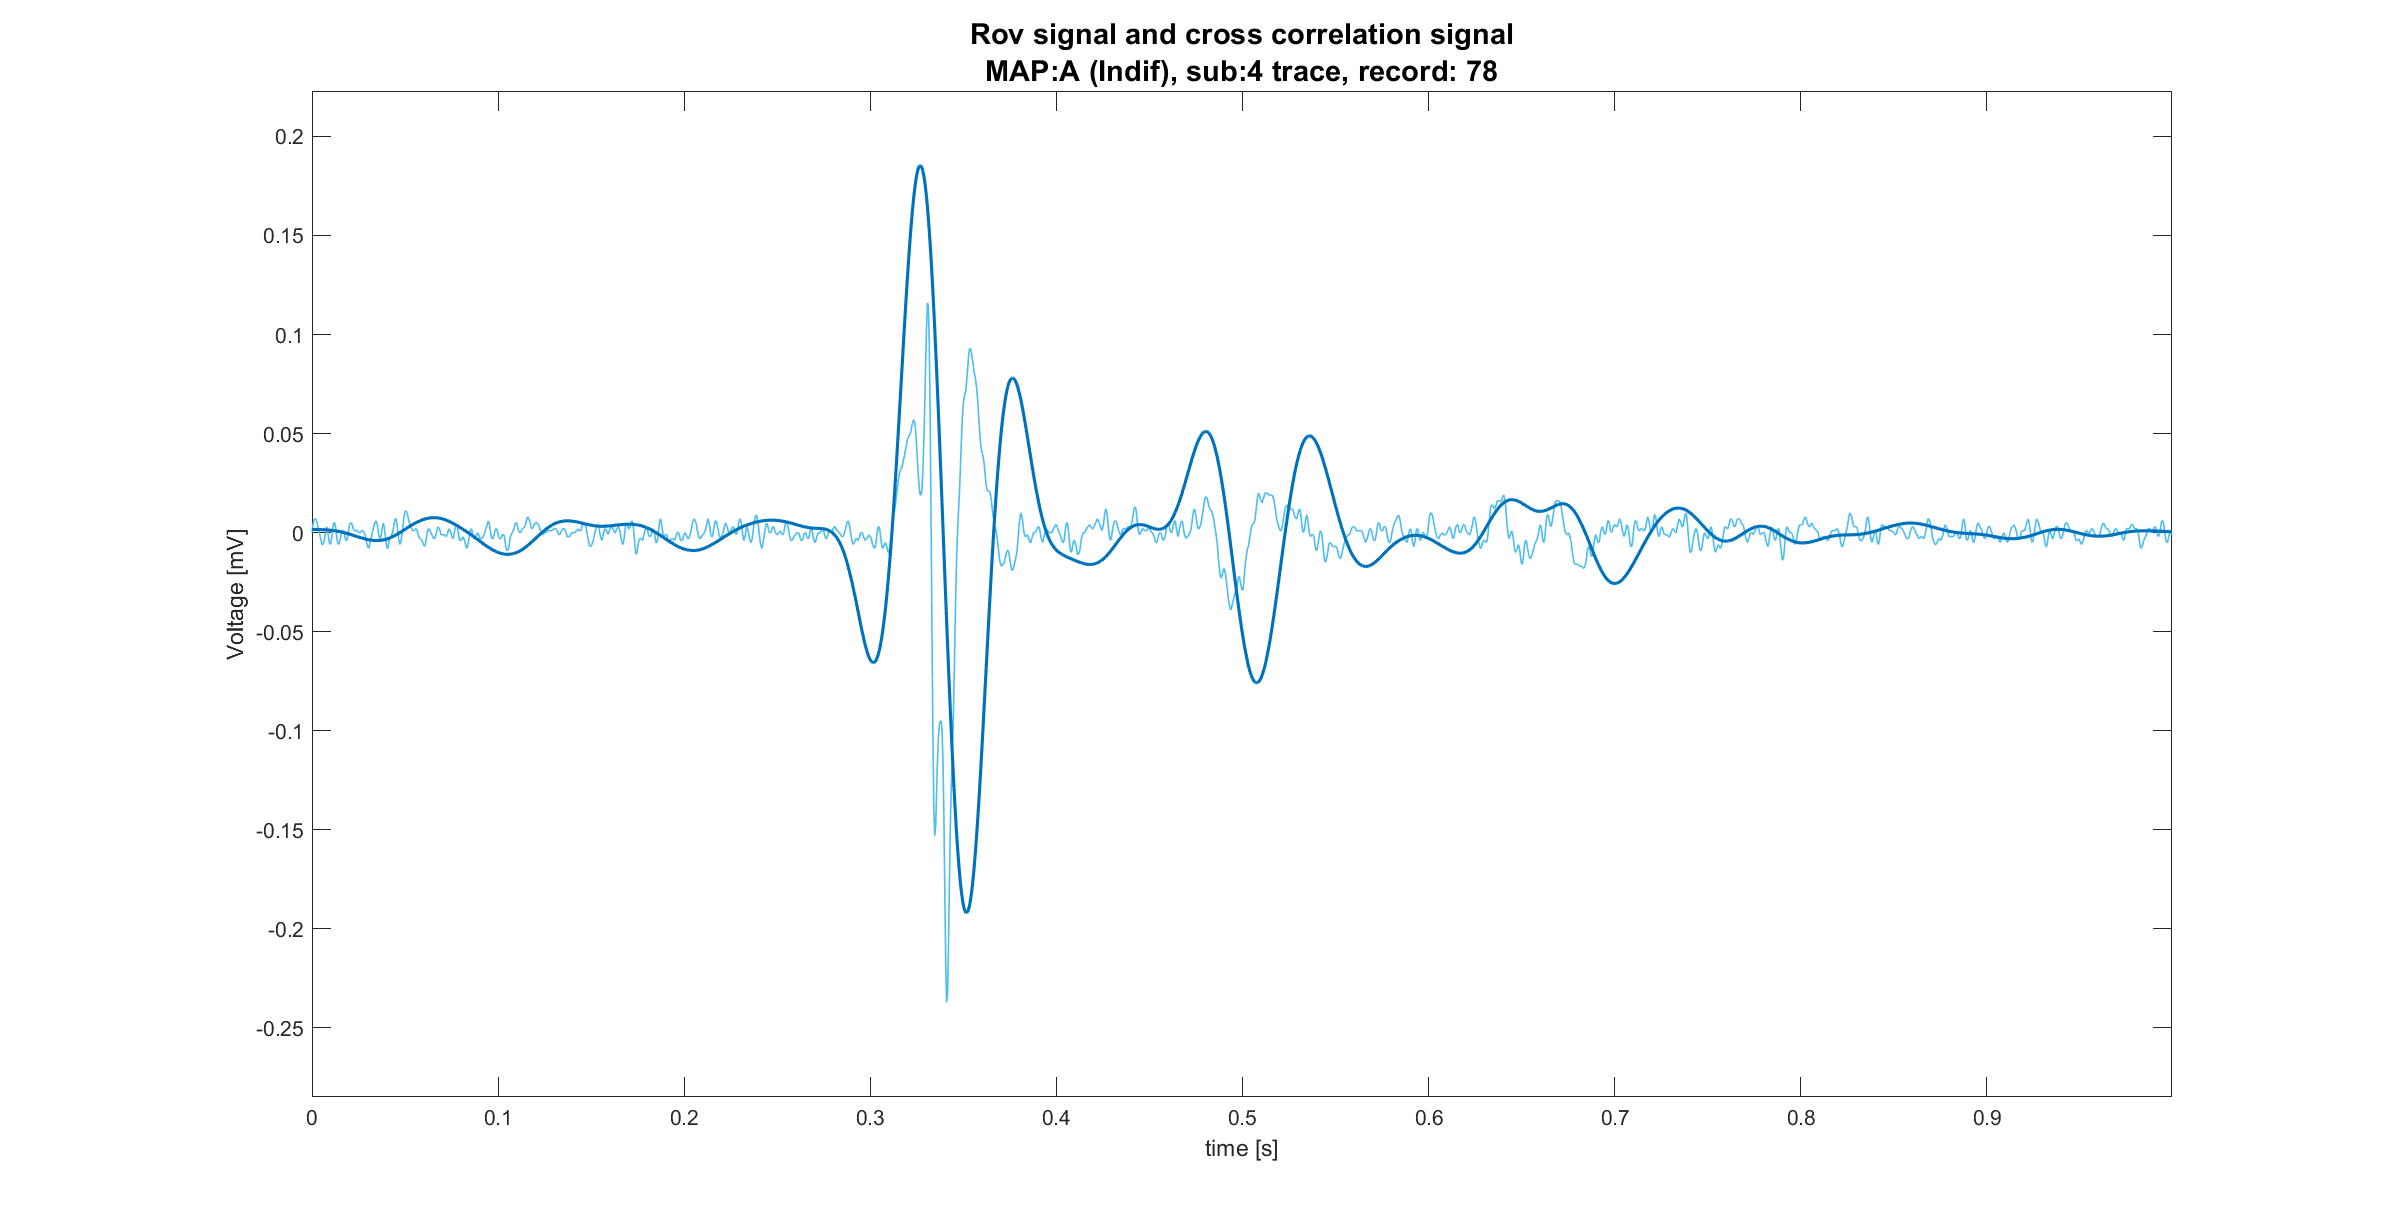 Rov signal and cross correlation signal
MAP:A (Indif), sub:4 trace, record: 78
0.2
0.15
0.1
0.05
0
-0.05
-0.1
-0.15
-0.2
-0.25
Voltage [mV]
0 0.1 0.2 0.3 0.4 0.5 0.6 0.7 0.8 0.9
time [s]